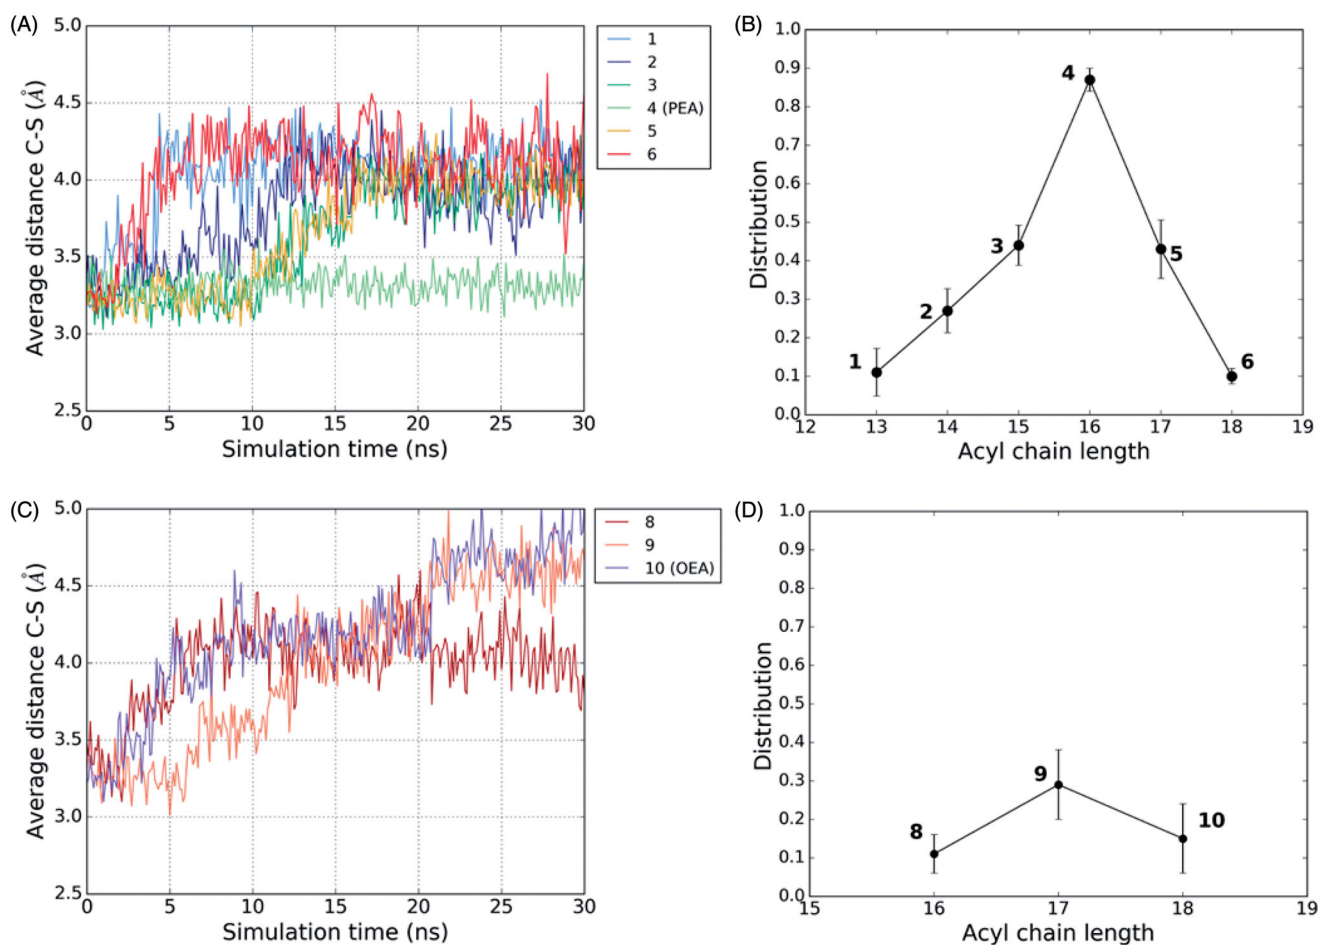 (A)
Average distance C-S (Å)
5.0
4.5
4.0
3.5
3.0
2.5
0 5 10 15 20 25 30
Simulation time (ns)
1
2
3
4 (PEA)
5
6
(B)
Distribution
1.0
0.9
0.8
0.7
0.6
0.5
0.4
0.3
0.2
0.1
0.0
1
2
3
4
5
6
12 13 14 15 16 17 18 19
Acyl chain length
(C)
Average distance C-S (Å)
5.0
4.5
4.0
3.5
3.0
2.5
0 5 10 15 20 25 30
Simulation time (ns)
8
9
10 (OEA)
(D)
Distribution
1.0
0.9
0.8
0.7
0.6
0.5
0.4
0.3
0.2
0.1
0.0
8
9
10
15 16 17 18 19
Acyl chain length